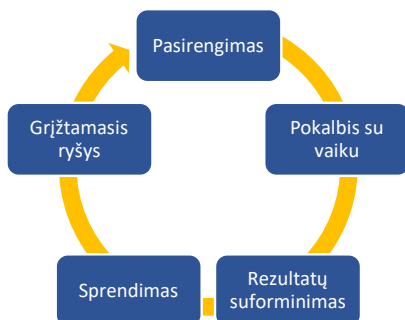 Pasirengimas
Pokalbis su
vaiku
Rezultatų
suforminimas
Sprendimas
Grįžtamasis
ryšys